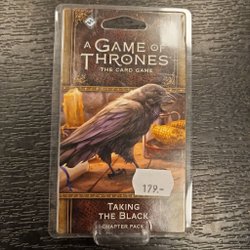 A GAME OF
THRONES
THE CARD GAME
179.-
TAKING
THE BLACK
CHAPTER PACK